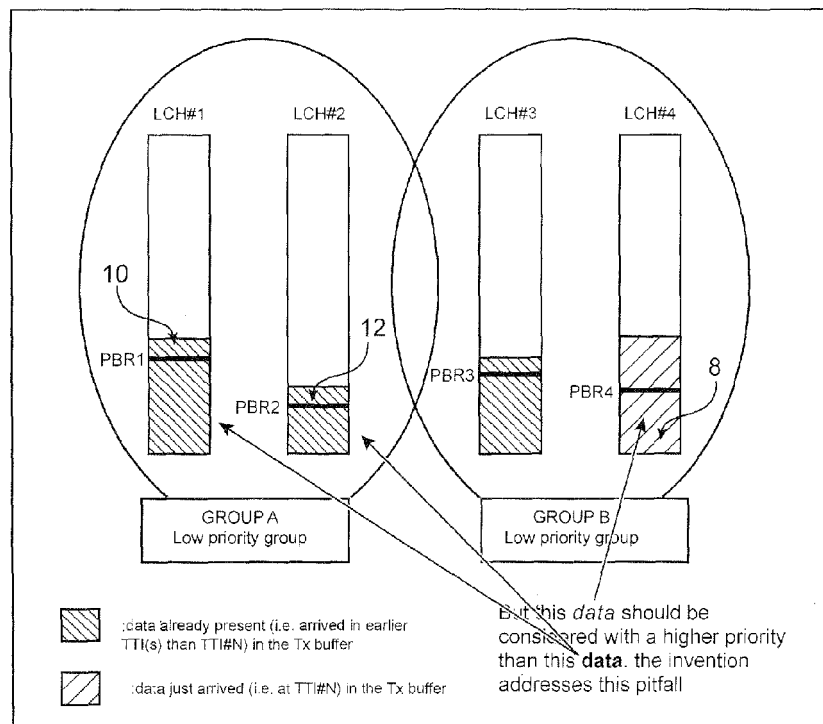 LCH#1
LCH#2
LCH#3
LCH#4
10
12
8
PBR1
PBR2
PBR3
PBR4
GROUP A
Low priority group
GROUP B
Low priority group
:data already present (i.e. arrived in earlier
TTI(s) than TTI#N) in the Tx buffer
:data just arrived (i.e. at TTI#N) in the Tx buffer
But this data should be
considered with a higher priority
than this data. the invention
addresses this pitfall